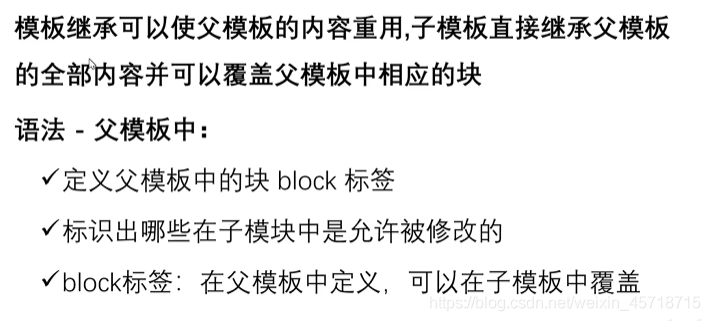 模板继承可以使父模板的内容重用,子模板直接继承父模板
的全部内容并可以覆盖父模板中相应的块
语法 - 父模板中：
✓定义父模板中的块 block 标签
✓标识出哪些在子模块中是允许被修改的
✓block标签：在父模板中定义，可以在子模板中覆盖
https://blog.csdn.net/weixin_45718715